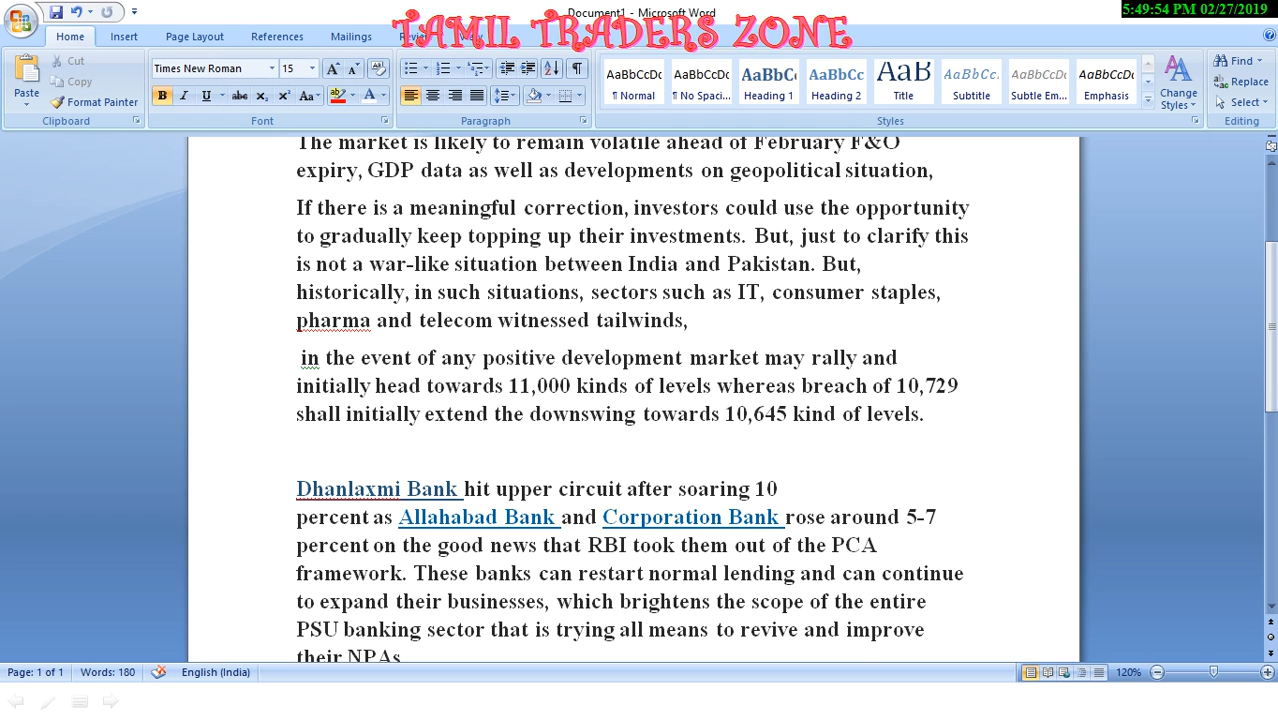 5:49:54 PM 02/27/2019
Document1 - Microsoft Word
TAMIL TRADERS ZONE
Home Insert Page Layout References Mailings
Paste
Cut
Copy
Format Painter
Clipboard
Times New Roman 15
Font
Paragraph
AaBbCcDc AaBbCcDc AaBbC AaBbCc AaB AaBbCc. AaBbCcDc AaBbCcDc
¶ Normal ¶ No Spaci... Heading 1 Heading 2 Title Subtitle Subtle Em... Emphasis
Change
Styles
Styles
Find
Replace
Select
Editing
The market is likely to remain volatile ahead of February F&O
expiry, GDP data as well as developments on geopolitical situation,
If there is a meaningful correction, investors could use the opportunity
to gradually keep topping up their investments. But, just to clarify this
is not a war-like situation between India and Pakistan. But,
historically, in such situations, sectors such as IT, consumer staples,
pharma and telecom witnessed tailwinds,
in the event of any positive development market may rally and
initially head towards 11,000 kinds of levels whereas breach of 10,729
shall initially extend the downswing towards 10,645 kind of levels.
Dhanlaxmi Bank hit upper circuit after soaring 10
percent as Allahabad Bank and Corporation Bank rose around 5-7
percent on the good news that RBI took them out of the PCA
framework. These banks can restart normal lending and can continue
to expand their businesses, which brightens the scope of the entire
PSU banking sector that is trying all means to revive and improve
their NPAs
Page: 1 of 1 Words: 180 English (India) 120%